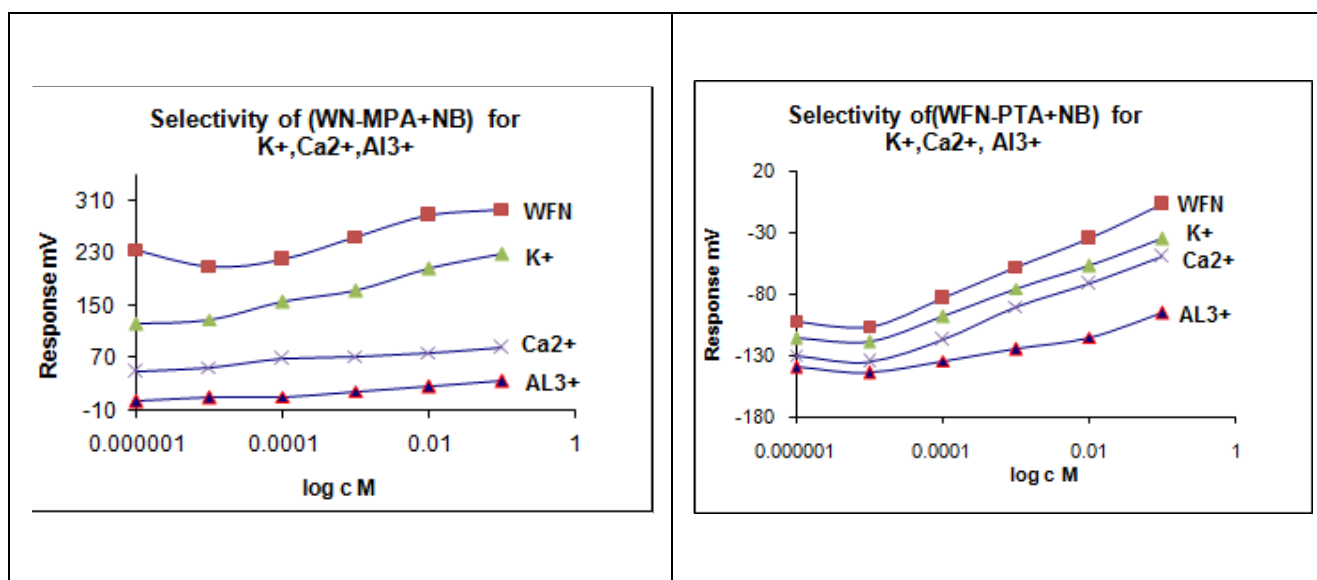 Selectivity of (WN-MPA+NB) for
K+,Ca2+,Al3+
310
230
150
70
-10
Response mV
WFN
K+
Ca2+
AL3+
0.000001
0.0001
0.01
1
log c M
Selectivity of(WFN-PTA+NB) for
K+,Ca2+, Al3+
20
-30
-80
-130
-180
Response mV
WFN
K+
Ca2+
AL3+
0.000001
0.0001
0.01
1
log c M